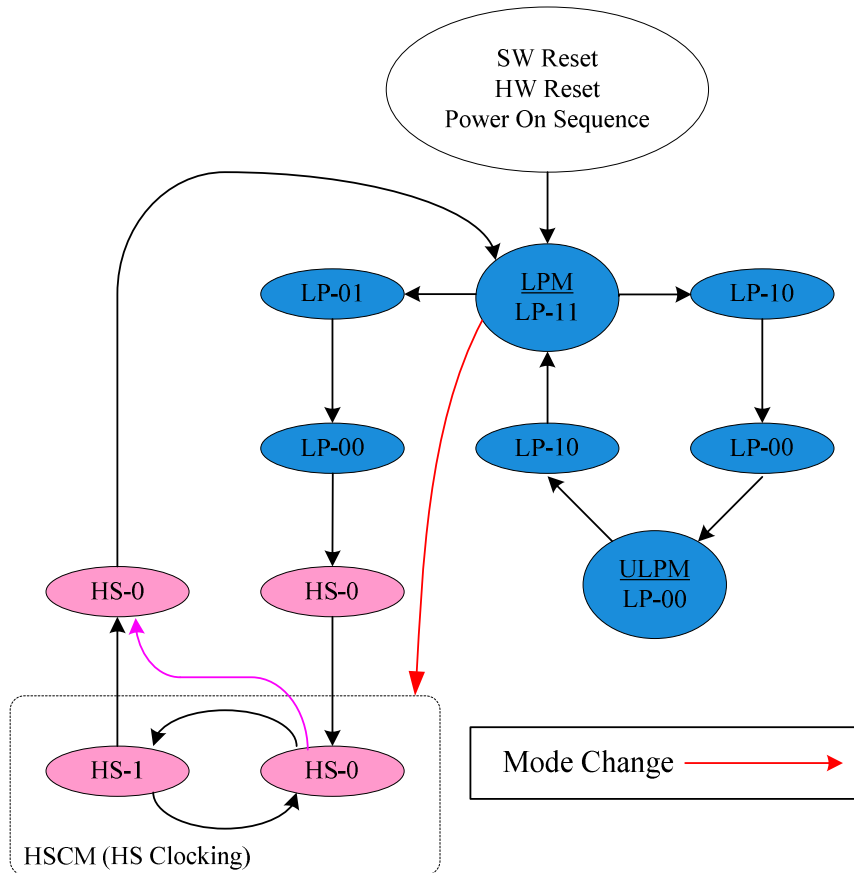 SW Reset
HW Reset
Power On Sequence
LP-01
LPM
LP-11
LP-10
LP-00
LP-10
LP-00
ULPM
LP-00
HS-0
HS-0
HS-1
HS-0
HSCM (HS Clocking)
Mode Change